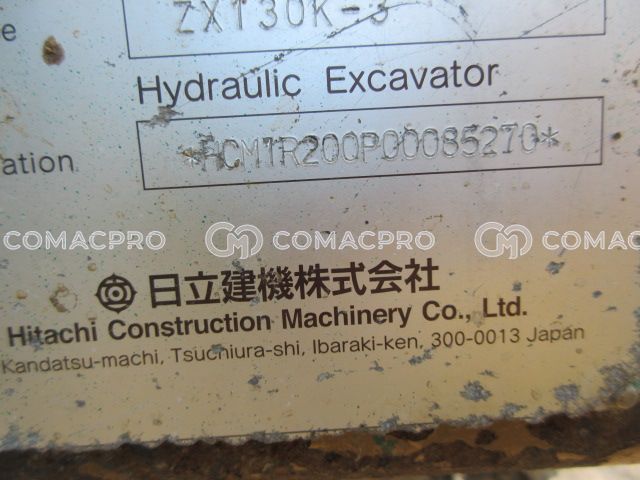 e ZX130K-3
Hydraulic Excavator
ation *HCM1R200P00085270*
COMACPRO COMACPRO COMACPRO
日立建機株式会社
Hitachi Construction Machinery Co., Ltd.
Kandatsu-machi, Tsuchiura-shi, Ibaraki-ken, 300-0013 Japan